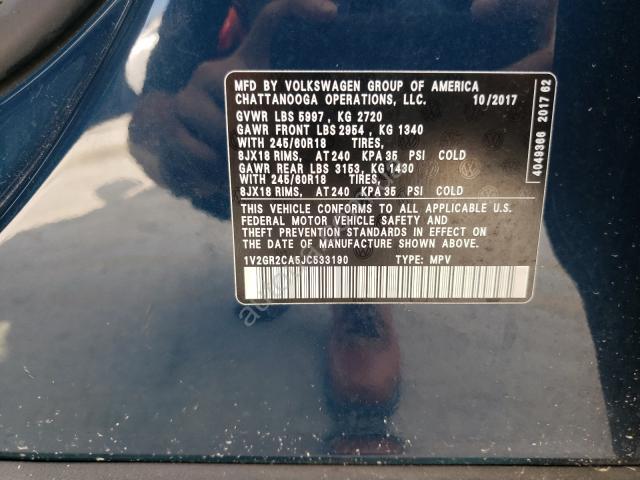 MFD BY VOLKSWAGEN GROUP OF AMERICA
CHATTANOOGA OPERATIONS, LLC. 10/2017
GVWR LBS 5997, KG 2720
GAWR FRONT LBS 2954, KG 1340
WITH 245/60R18 TIRES,
8JX18 RIMS, AT 240 KPA 35 PSI COLD
GAWR REAR LBS 3153, KG 1430
WITH 245/60R18 TIRES,
8JX18 RIMS, AT 240 KPA 35 PSI COLD
THIS VEHICLE CONFORMS TO ALL APPLICABLE U.S.
FEDERAL MOTOR VEHICLE SAFETY AND
THEFT PREVENTION STANDARDS IN EFFECT ON THE
DATE OF MANUFACTURE SHOWN ABOVE.
1V2GR2CA5JC533190 TYPE: MPV
4049366 2017 62